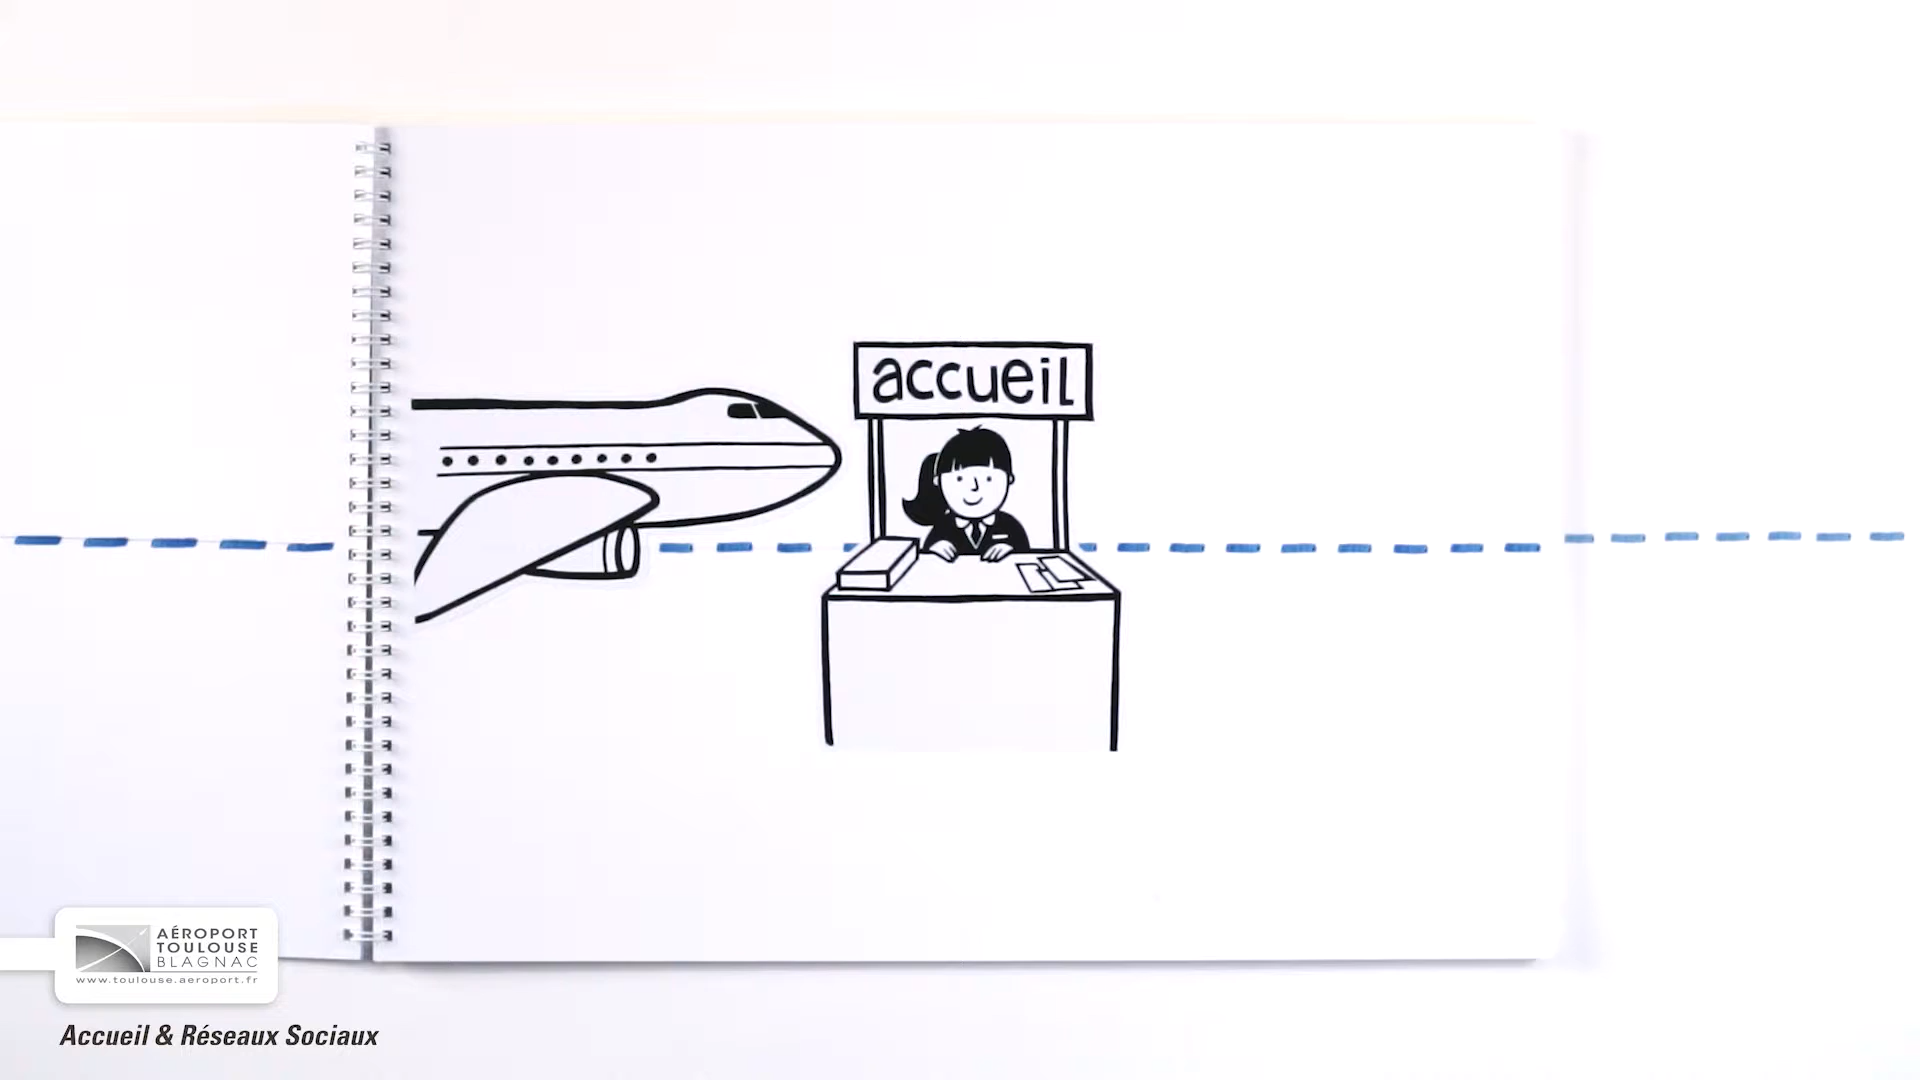 accueil
AÉROPORT
TOULOUSE
BLAGNAC
www.toulouse.aeroport.fr
Accueil & Réseaux Sociaux